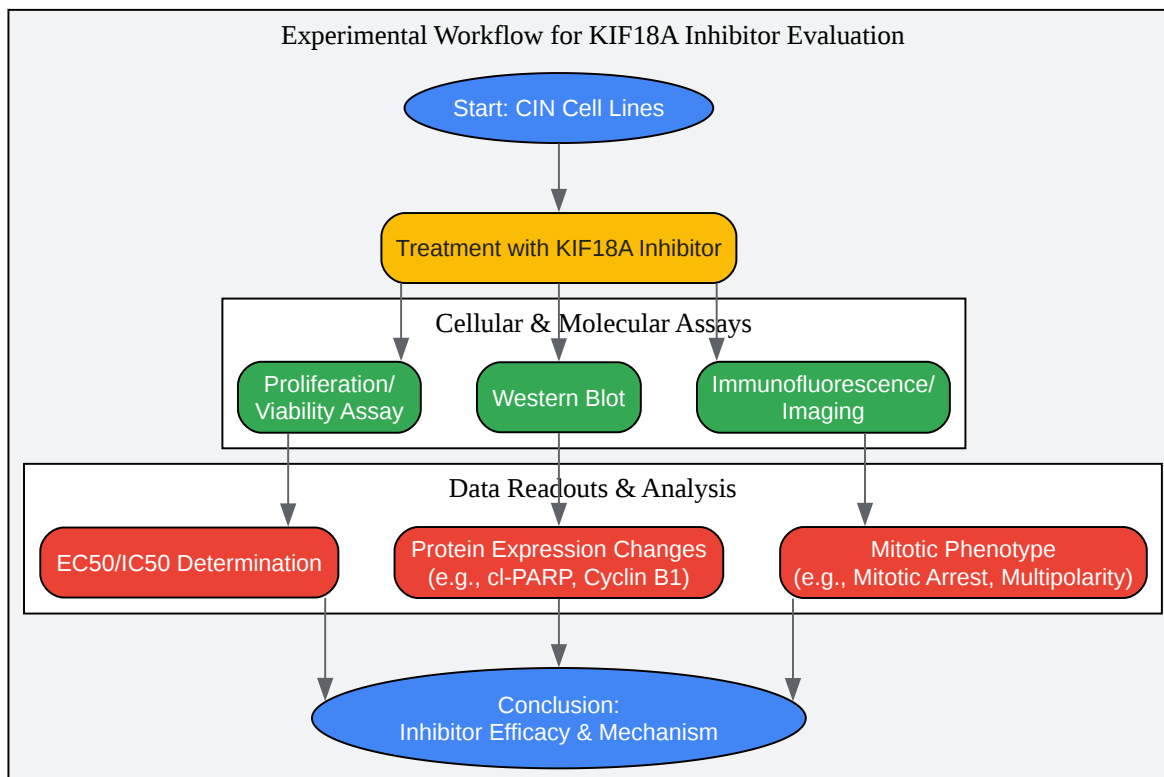 Experimental Workflow for KIF18A Inhibitor Evaluation
Start: CIN Cell Lines
Treatment with KIF18A Inhibitor
Cellular & Molecular Assays
Proliferation/
Viability Assay
Western Blot
Immunofluorescence/
Imaging
Data Readouts & Analysis
EC50/IC50 Determination
Protein Expression Changes
(e.g., cl-PARP, Cyclin B1)
Mitotic Phenotype
(e.g., Mitotic Arrest, Multipolarity)
Conclusion:
Inhibitor Efficacy & Mechanism